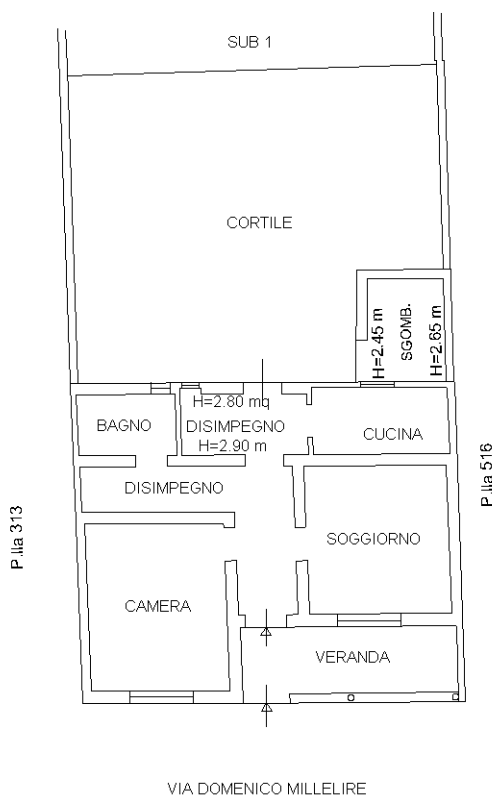 SUB 1
CORTILE
H=2.45 m
SGOMB.
H=2.65 m
H=2.80 mq
BAGNO
DISIMPEGNO
H=2.90 m
CUCINA
DISIMPEGNO
P.lla 313
P.lla 516
SOGGIORNO
CAMERA
VERANDA
VIA DOMENICO MILLELIRE